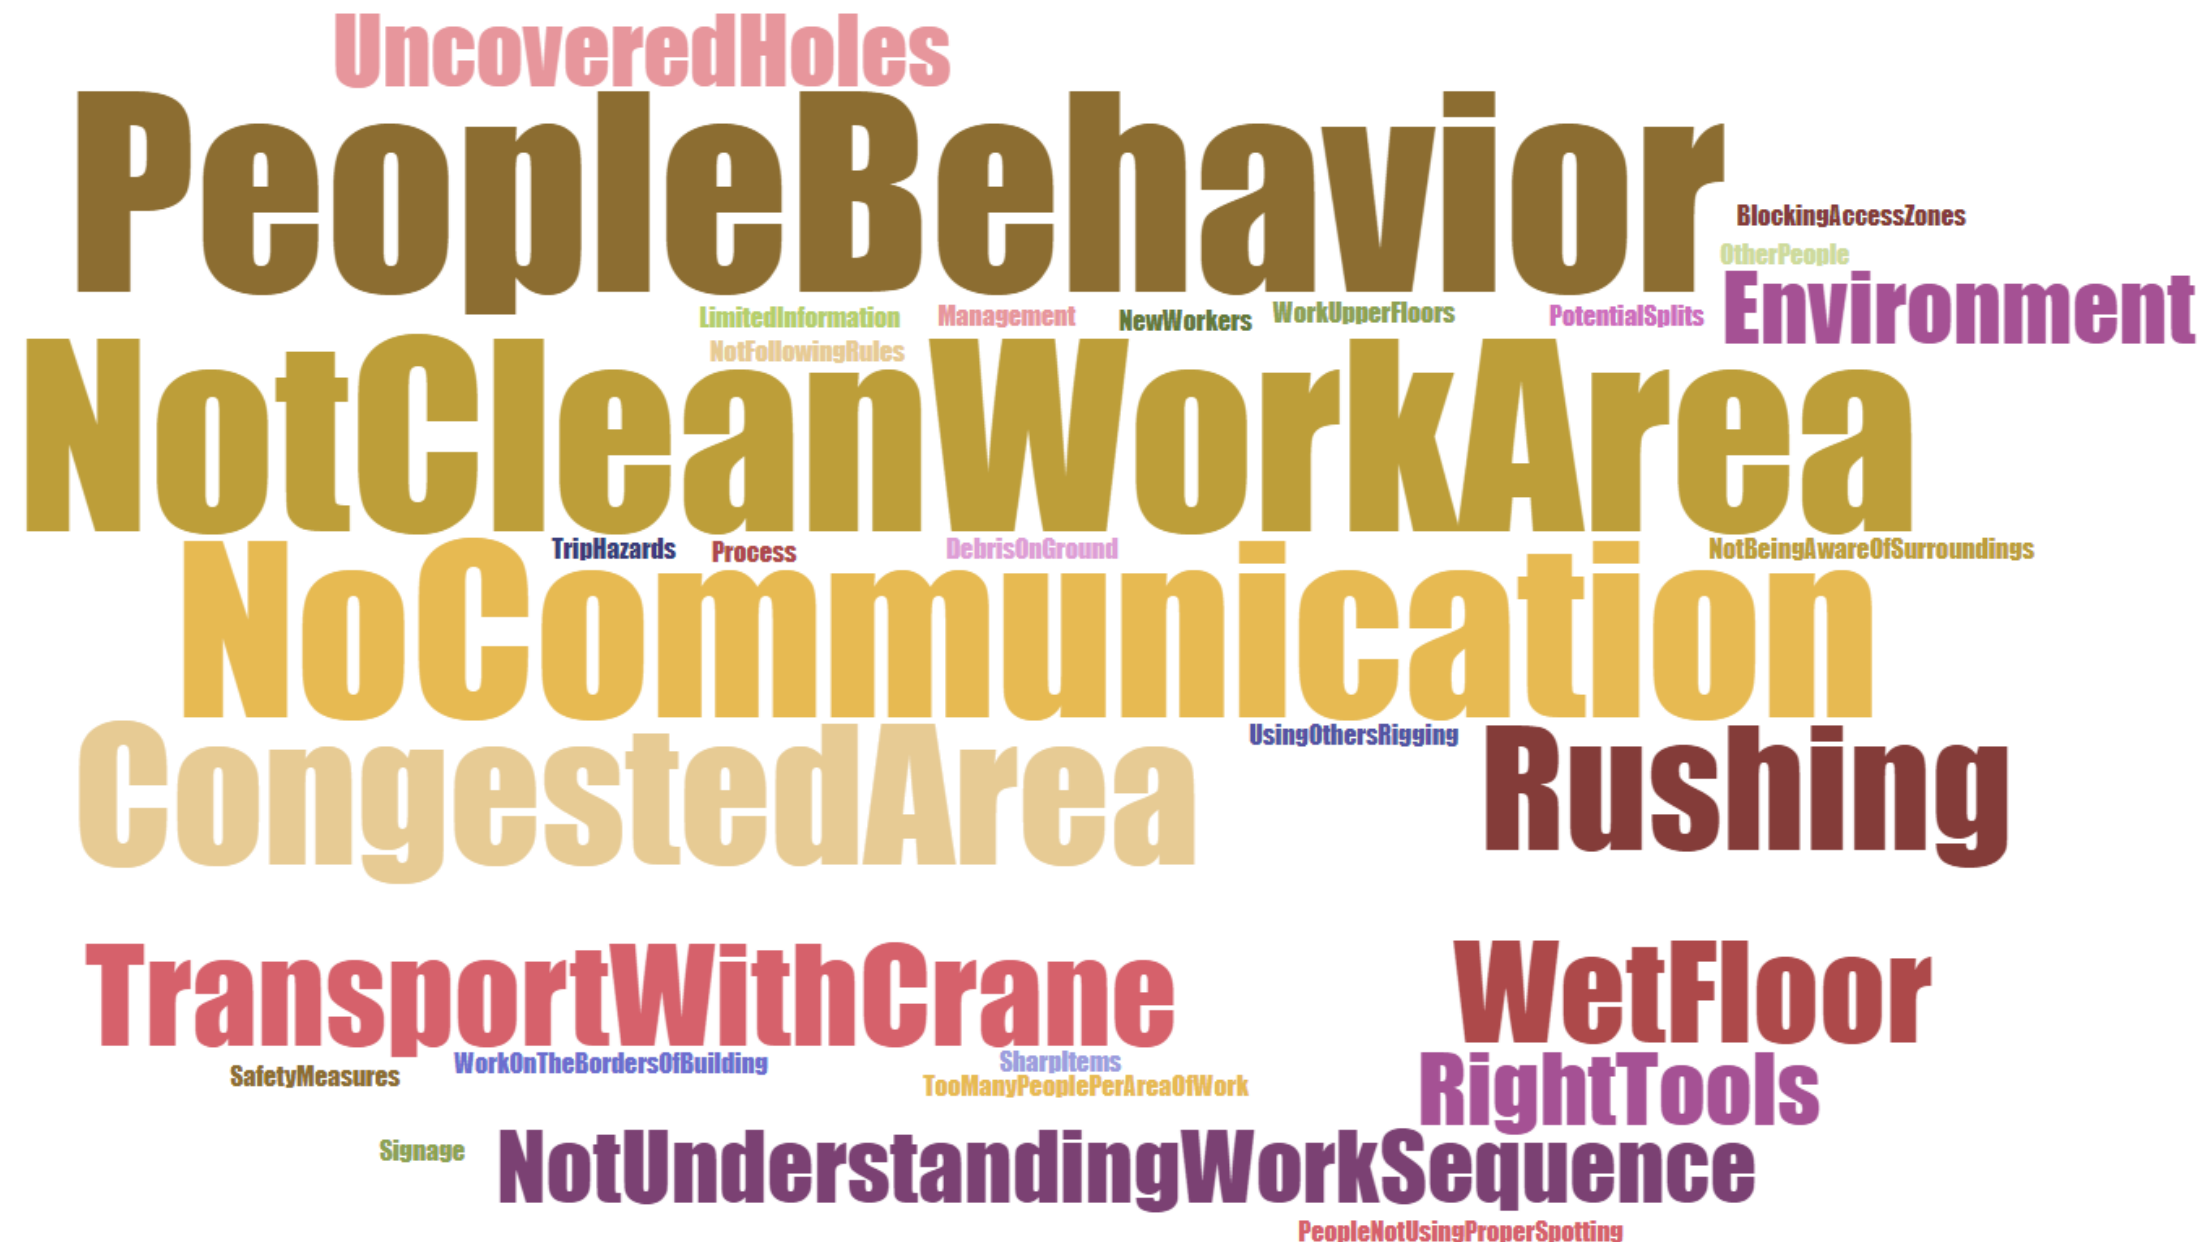 UncoveredHoles
PeopleBehavior
BlockingAccessZones
OtherPeople
Environment
LimitedInformation Management NewWorkers WorkUpperFloors PotentialSplits
NotFollowingRules
NotCleanWorkArea
TripHazards Process DebrisOnGround NotBeingAwareOfSurroundings
NoCommunication
UsingOthersRigging
CongestedArea Rushing
TransportWithCrane WetFloor
SafetyMeasures WorkOnTheBordersOfBuilding SharpItems
TooManyPeoplePerAreaOfWork RightTools
Signage NotUnderstandingWorkSequence
PeopleNotUsingProperSpotting